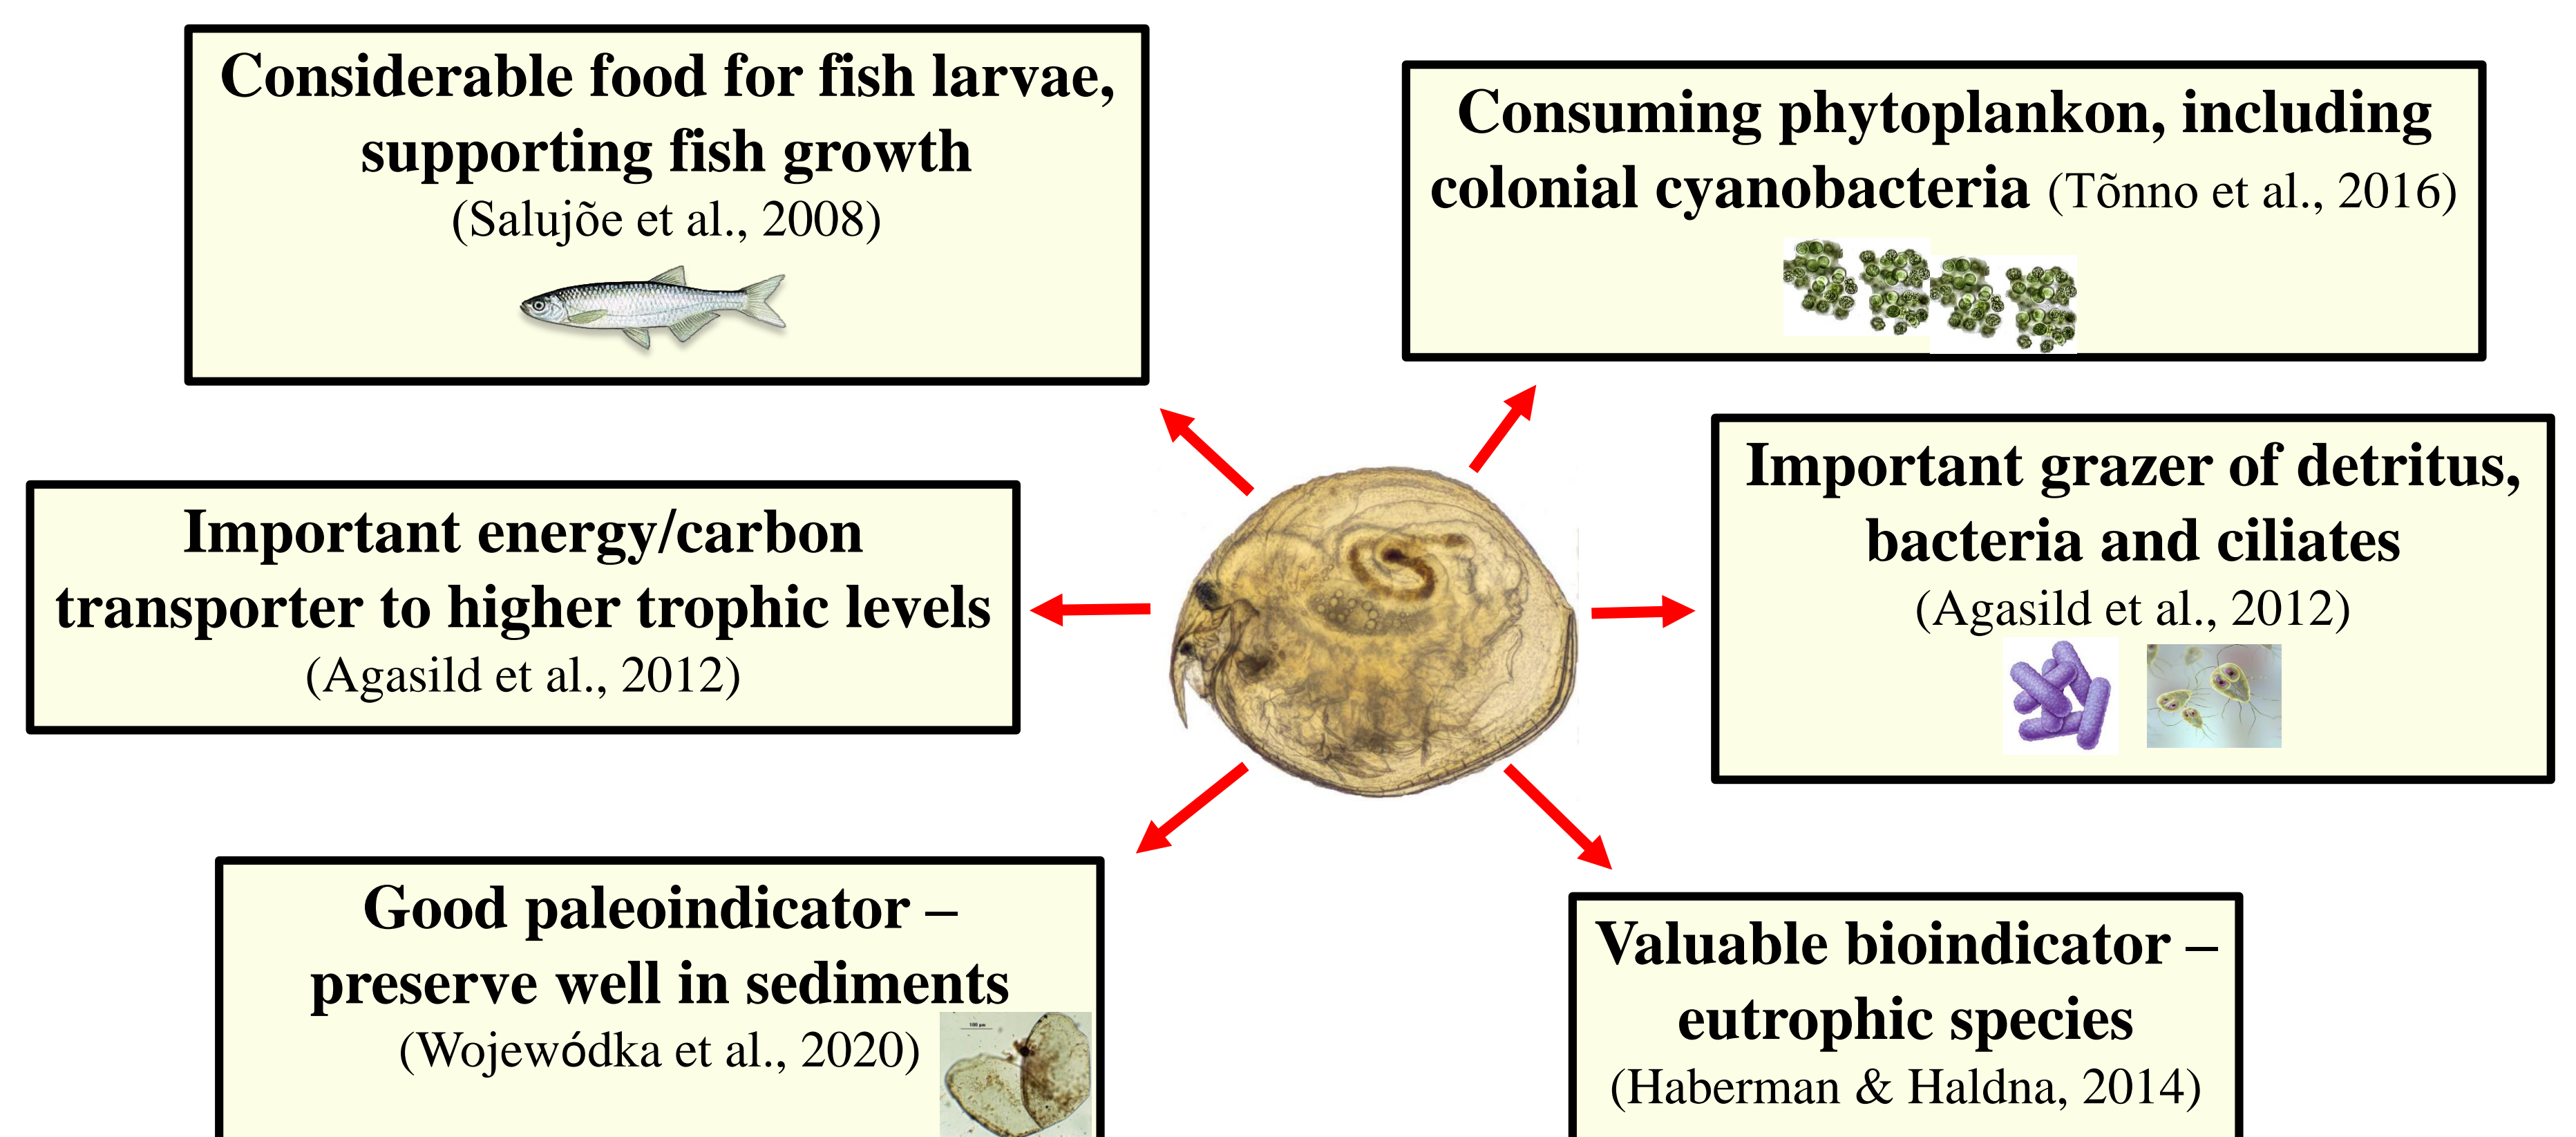 Considerable food for fish larvae,
supporting fish growth
(Salujõe et al., 2008)
Consuming phytoplankon, including
colonial cyanobacteria (Tõnno et al., 2016)
Important energy/carbon
transporter to higher trophic levels
(Agasild et al., 2012)
Important grazer of detritus,
bacteria and ciliates
(Agasild et al., 2012)
Good paleoindicator –
preserve well in sediments
(Wojewódka et al., 2020)
100 µm
Valuable bioindicator –
eutrophic species
(Haberman & Haldna, 2014)